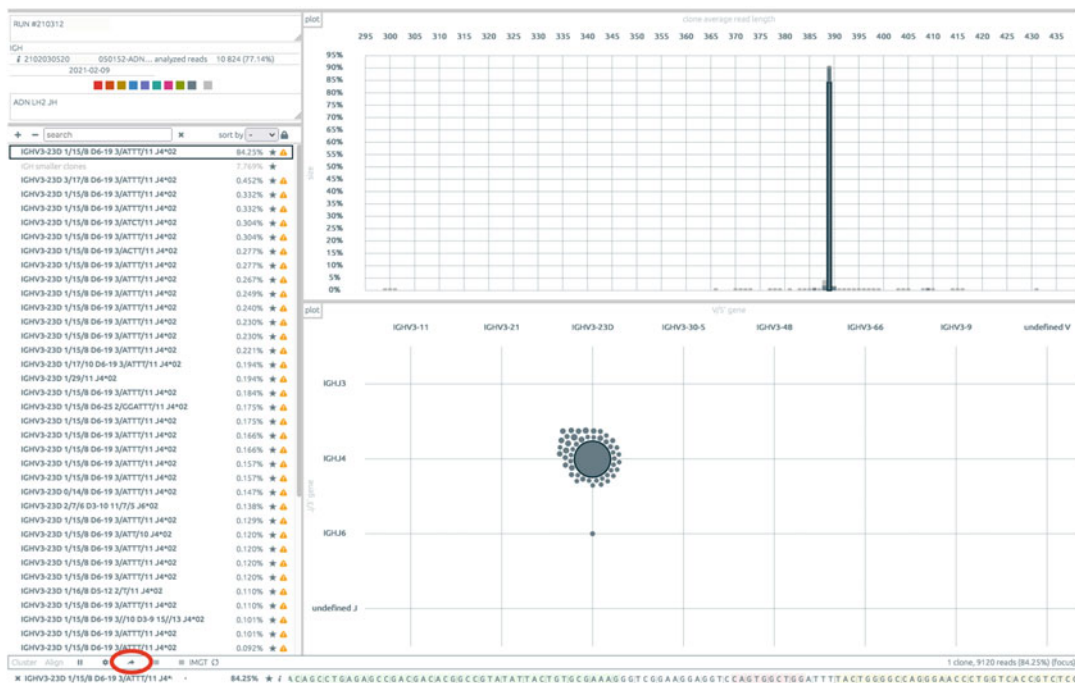 RUN #210312
IGH
i 2102030520 050152-ADN... analyzed reads 10 824 (77.14%)
2021-02-09
ADN LH2 JH
+ − search × sort by -
IGHV3-23D 1/15/8 D6-19 3/ATTT/11 J4*02 84.25%
IGH smaller clones 7.769%
IGHV3-23D 3/17/8 D6-19 3/ATTT/11 J4*02 0.452%
IGHV3-23D 1/15/8 D6-19 3/ATTT/11 J4*02 0.332%
IGHV3-23D 1/15/8 D6-19 3/ATTT/11 J4*02 0.332%
IGHV3-23D 1/15/8 D6-19 3/ATCT/11 J4*02 0.304%
IGHV3-23D 1/15/8 D6-19 3/ATTT/11 J4*02 0.304%
IGHV3-23D 1/15/8 D6-19 3/ACTT/11 J4*02 0.277%
IGHV3-23D 1/15/8 D6-19 3/ATTT/11 J4*02 0.277%
IGHV3-23D 1/15/8 D6-19 3/ATTT/11 J4*02 0.267%
IGHV3-23D 1/15/8 D6-19 3/ATTT/11 J4*02 0.249%
IGHV3-23D 1/15/8 D6-19 3/ATTT/11 J4*02 0.240%
IGHV3-23D 1/15/8 D6-19 3/ATTT/11 J4*02 0.230%
IGHV3-23D 1/15/8 D6-19 3/ATTT/11 J4*02 0.230%
IGHV3-23D 1/15/8 D6-19 3/ATTT/11 J4*02 0.221%
IGHV3-23D 1/17/10 D6-19 3/ATTT/11 J4*02 0.194%
IGHV3-23D 1/29/11 J4*02 0.194%
IGHV3-23D 1/15/8 D6-19 3/ATTT/11 J4*02 0.184%
IGHV3-23D 1/15/8 D6-25 2/GGATTT/11 J4*02 0.175%
IGHV3-23D 1/15/8 D6-19 3/ATTT/11 J4*02 0.175%
IGHV3-23D 1/15/8 D6-19 3/ATTT/11 J4*02 0.166%
IGHV3-23D 1/15/8 D6-19 3/ATTT/11 J4*02 0.166%
IGHV3-23D 1/15/8 D6-19 3/ATTT/11 J4*02 0.157%
IGHV3-23D 1/15/8 D6-19 3/ATTT/11 J4*02 0.157%
IGHV3-23D 0/14/8 D6-19 3/ATTT/11 J4*02 0.147%
IGHV3-23D 2/7/6 D3-10 11/7/5 J6*02 0.138%
IGHV3-23D 1/15/8 D6-19 3/ATTT/11 J4*02 0.129%
IGHV3-23D 1/15/8 D6-19 3/ATT/10 J4*02 0.120%
IGHV3-23D 1/15/8 D6-19 3/ATTT/11 J4*02 0.120%
IGHV3-23D 1/15/8 D6-19 3/ATTT/11 J4*02 0.120%
IGHV3-23D 1/15/8 D6-19 3/ATTT/11 J4*02 0.120%
IGHV3-23D 1/16/8 D5-12 2/T/11 J4*02 0.110%
IGHV3-23D 1/15/8 D6-19 3/ATTT/11 J4*02 0.110%
IGHV3-23D 1/15/8 D6-19 3//10 D3-9 15//13 J4*02 0.101%
IGHV3-23D 1/15/8 D6-19 3/ATTT/11 J4*02 0.101%
IGHV3-23D 1/15/8 D6-19 3/ATTT/11 J4*02 0.092%
plot
clone average read length
295 300 305 310 315 320 325 330 335 340 345 350 355 360 365 370 375 380 385 390 395 400 405 410 415 420 425 430 435
95%
90%
85%
80%
75%
70%
65%
60%
55%
50%
45%
40%
35%
30%
25%
20%
15%
10%
5%
0%
size
plot
V/5' gene
IGHV3-11 IGHV3-21 IGHV3-23D IGHV3-30-5 IGHV3-48 IGHV3-66 IGHV3-9 undefined V
IGHJ3
IGHJ4
IGHJ6
undefined J
J/3' gene
Cluster Align IMGT 1 clone, 9120 reads (84.25%) (focus)
× IGHV3-23D 1/15/8 D6-19 3/ATTT/11 J4* 84.25% i ACAGCCTGAGAGCCGACGACACGGCCGTATATTACTGTGCGAAAGGGTCGGAAGGAGGTCCAGTGGCTGGATTTTACTGGGGCCAGGGAACCCTGGTCACCGTCTCC